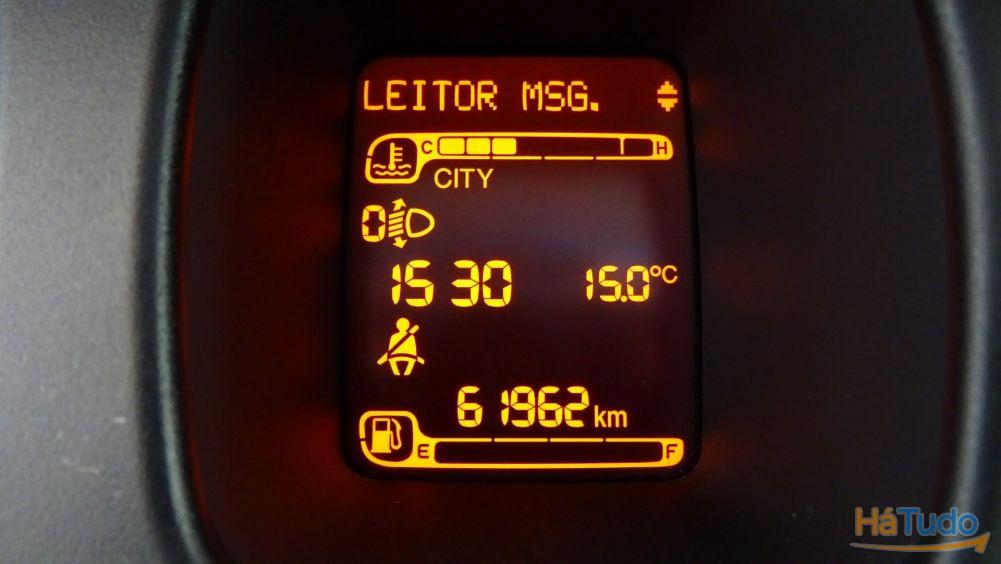 LEITOR MSG.
C H
CITY
0
15 30 15.0°C
61962 km
E F
HáTudo